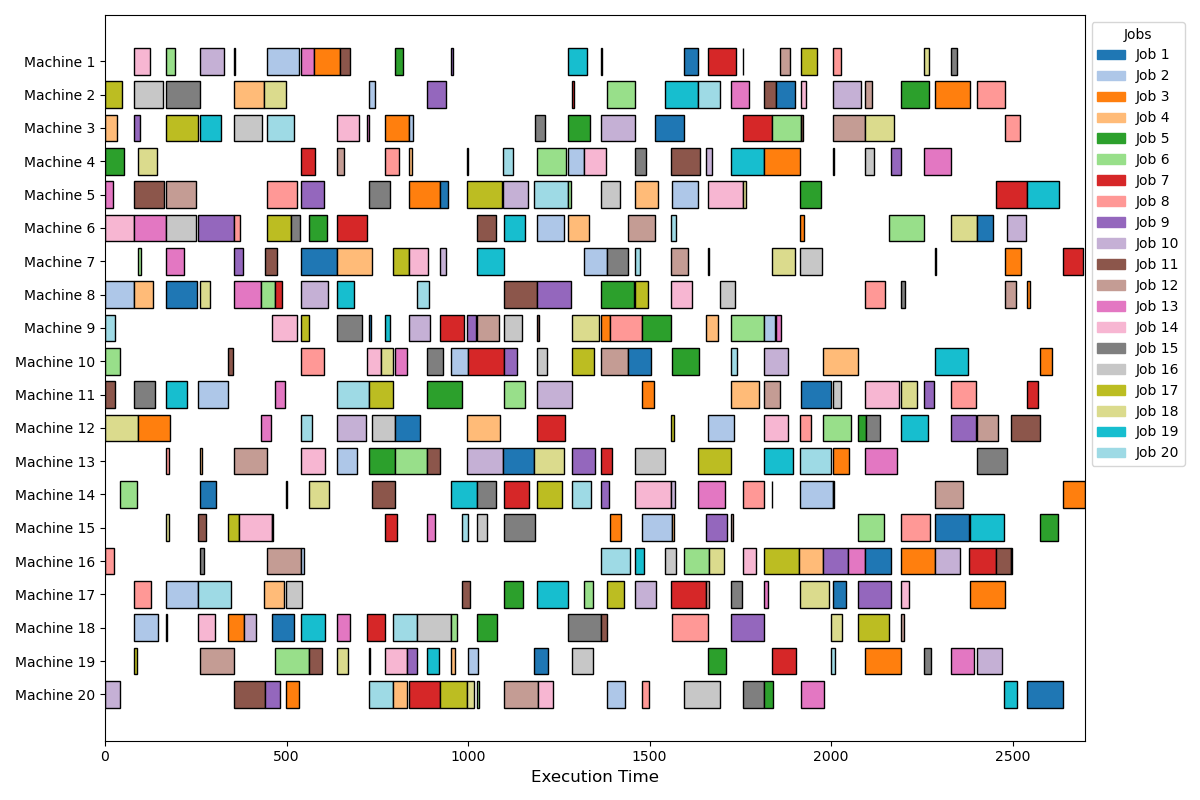 Machine 1
Machine 2
Machine 3
Machine 4
Machine 5
Machine 6
Machine 7
Machine 8
Machine 9
Machine 10
Machine 11
Machine 12
Machine 13
Machine 14
Machine 15
Machine 16
Machine 17
Machine 18
Machine 19
Machine 20
0 500 1000 1500 2000 2500
Execution Time
Jobs
Job 1
Job 2
Job 3
Job 4
Job 5
Job 6
Job 7
Job 8
Job 9
Job 10
Job 11
Job 12
Job 13
Job 14
Job 15
Job 16
Job 17
Job 18
Job 19
Job 20